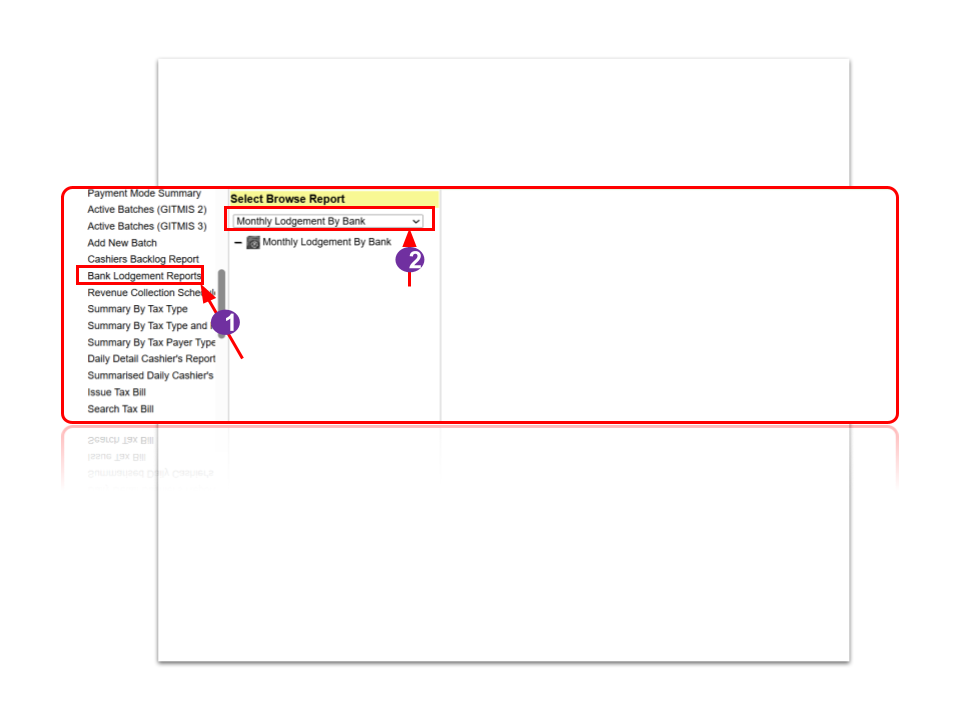 Payment Mode Summary
Active Batches (GITMIS 2)
Active Batches (GITMIS 3)
Add New Batch
Cashiers Backlog Report
Bank Lodgement Reports
Revenue Collection Schedule
Summary By Tax Type
Summary By Tax Type and
Summary By Tax Payer Type
Daily Detail Cashier's Report
Summarised Daily Cashier's
Issue Tax Bill
Search Tax Bill
1
Select Browse Report
Monthly Lodgement By Bank
Monthly Lodgement By Bank
2